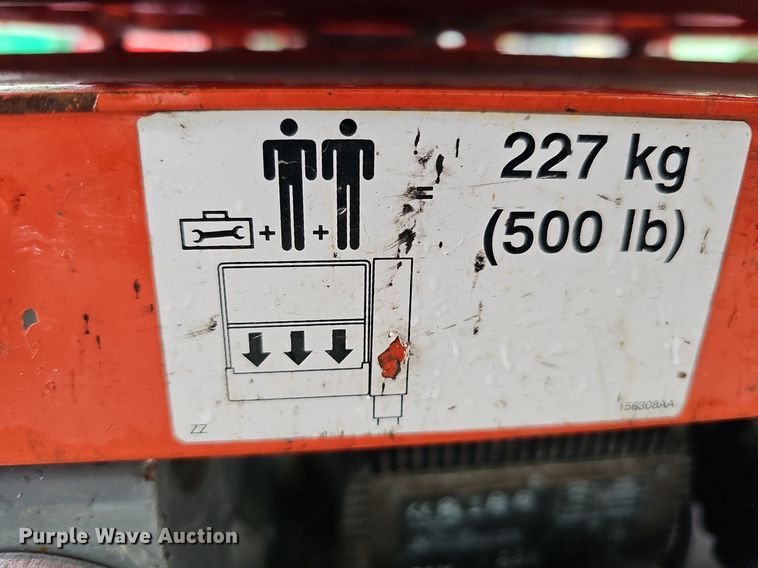 227 kg
+ + =
(500 lb)
156308AA
ZZ
Purple Wave Auction